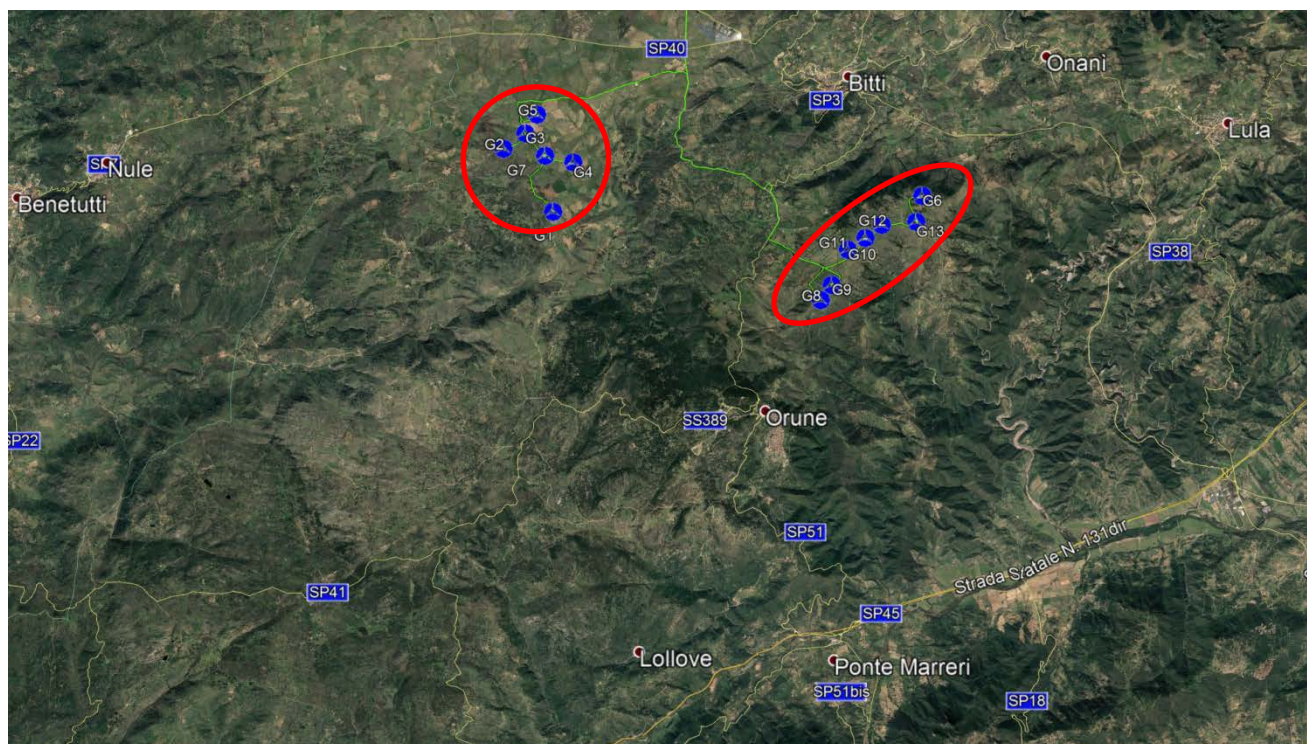 SP40
Onani
Bitti
SP3
G5
Lula
G3
G2
Nule
G7
G4
Benetutti
G6
G1
G12
G13
G11
G10
SP38
G9
G8
Orune
SS389
SP22
SP51
Strada Sratale N. 131dir
SP41
SP45
Lollove
Ponte Marreri
SP51bis
SP18